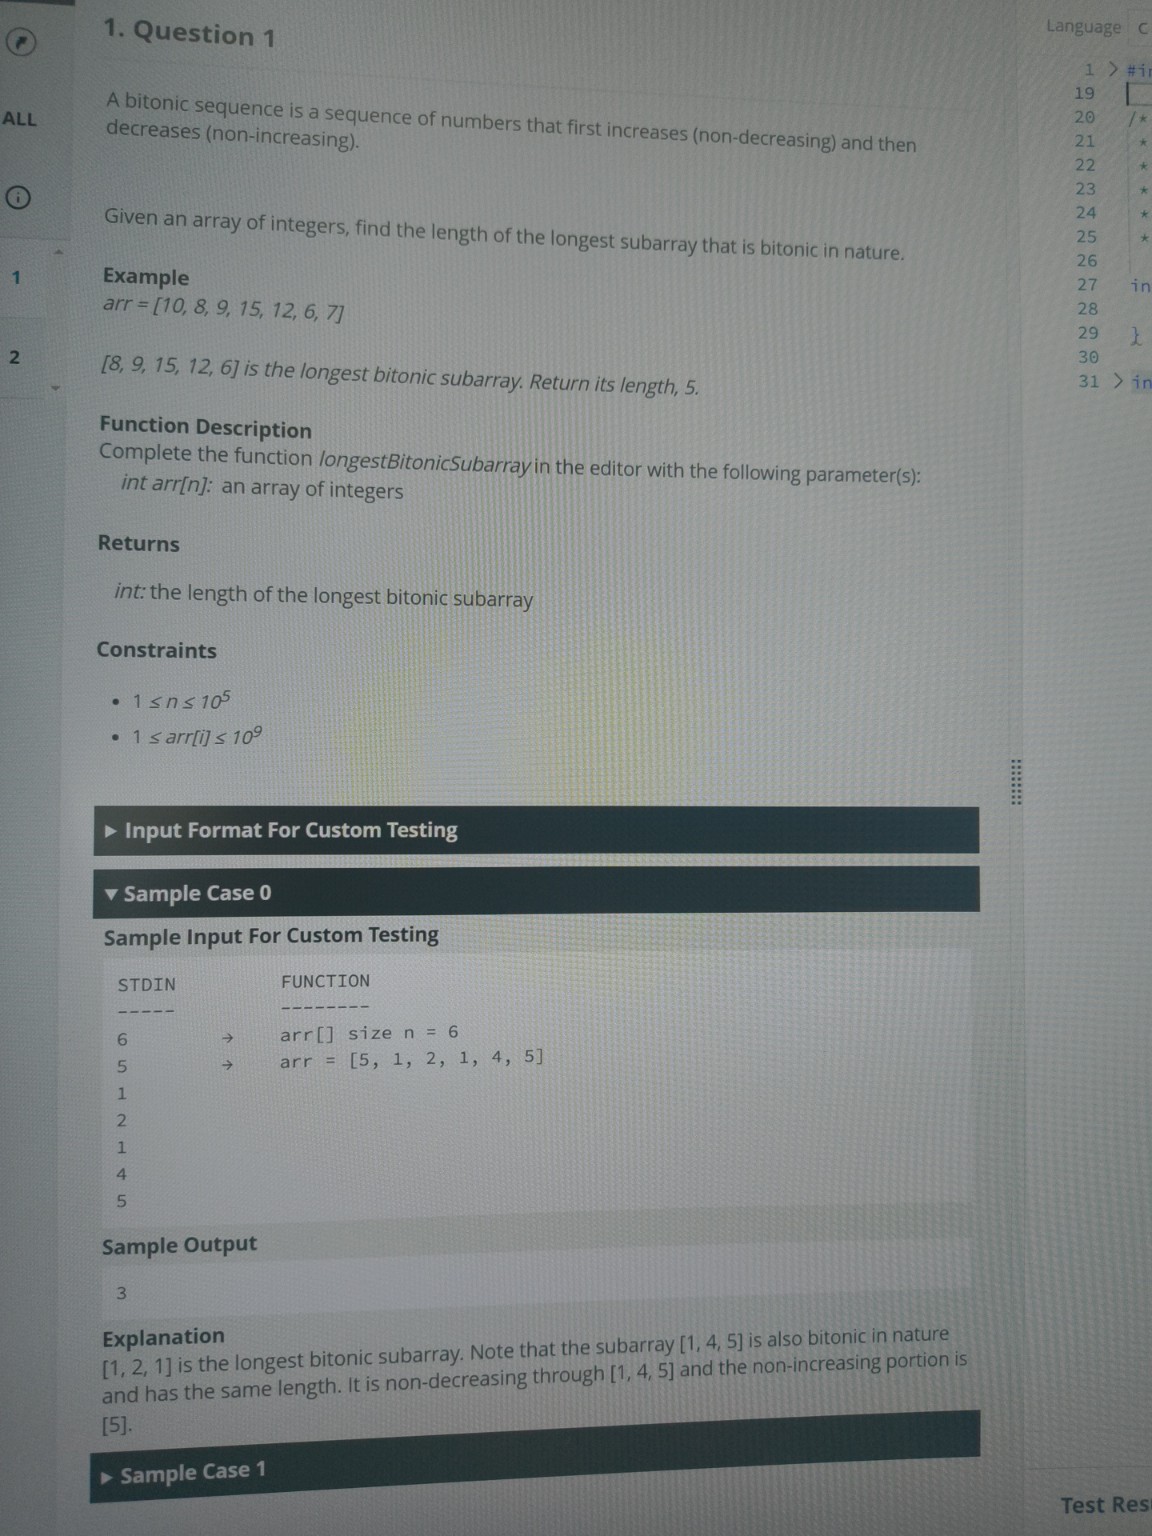 1. Question 1
Language C
ALL
1
2
A bitonic sequence is a sequence of numbers that first increases (non-decreasing) and then
decreases (non-increasing).
Given an array of integers, find the length of the longest subarray that is bitonic in nature.
Example
arr = [10, 8, 9, 15, 12, 6, 7]
[8, 9, 15, 12, 6] is the longest bitonic subarray. Return its length, 5.
Function Description
Complete the function longestBitonicSubarray in the editor with the following parameter(s):
int arr[n]: an array of integers
Returns
int: the length of the longest bitonic subarray
Constraints
• 1 ≤ n ≤ 10⁵
• 1 ≤ arr[i] ≤ 10⁹
▶ Input Format For Custom Testing
▼ Sample Case 0
Sample Input For Custom Testing
STDIN FUNCTION
----- --------
6 → arr[] size n = 6
5 → arr = [5, 1, 2, 1, 4, 5]
1
2
1
4
5
Sample Output
3
Explanation
[1, 2, 1] is the longest bitonic subarray. Note that the subarray [1, 4, 5] is also bitonic in nature
and has the same length. It is non-decreasing through [1, 4, 5] and the non-increasing portion is
[5].
▶ Sample Case 1
1 > #in
19
20 /*
21 *
22 *
23 *
24 *
25 *
26
27 in
28
29 }
30
31 > in
Test Res